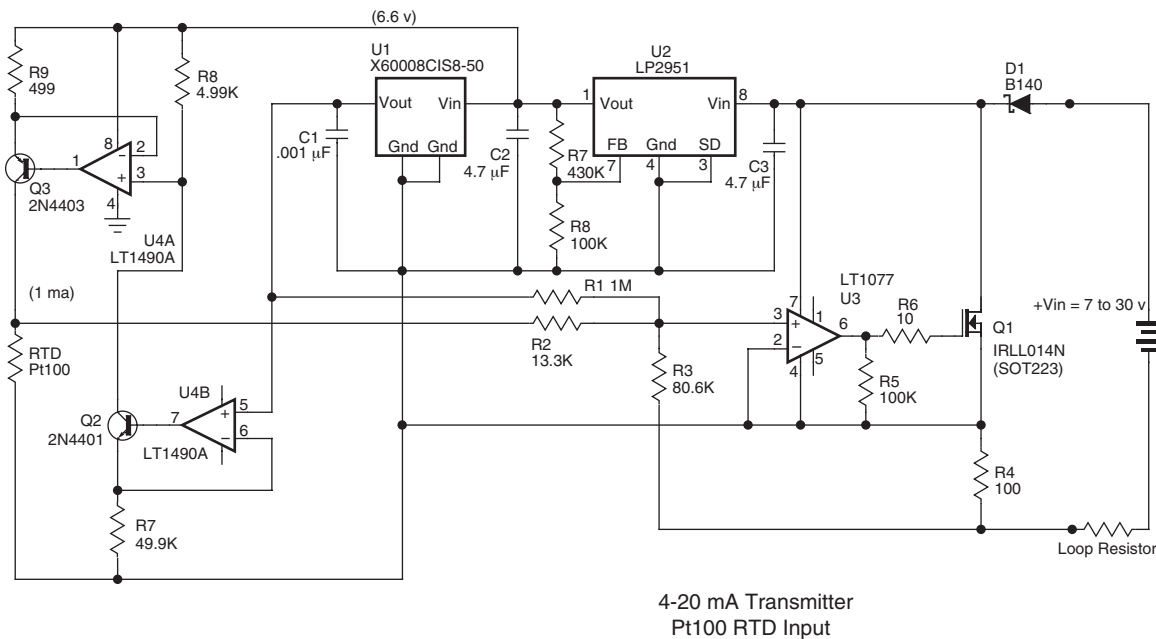 (6.6 v)
R9
499
R8
4.99K
U1
X60008CIS8-50
Vout
Vin
Gnd
Gnd
C1
.001 µF
C2
4.7 µF
U2
LP2951
1
Vout
Vin
8
FB
Gnd
SD
7
4
3
R7
430K
R8
100K
C3
4.7 µF
D1
B140
8
2
1
−
+
3
4
Q3
2N4403
U4A
LT1490A
(1 ma)
RTD
Pt100
R1 1M
R2
13.3K
R3
80.6K
LT1077
U3
7
1
3
+
2
−
6
4
5
R6
10
R5
100K
Q1
IRLL014N
(SOT223)
+Vin = 7 to 30 v
U4B
5
+
7
−
6
LT1490A
Q2
2N4401
R7
49.9K
R4
100
Loop Resistor
4-20 mA Transmitter
Pt100 RTD Input